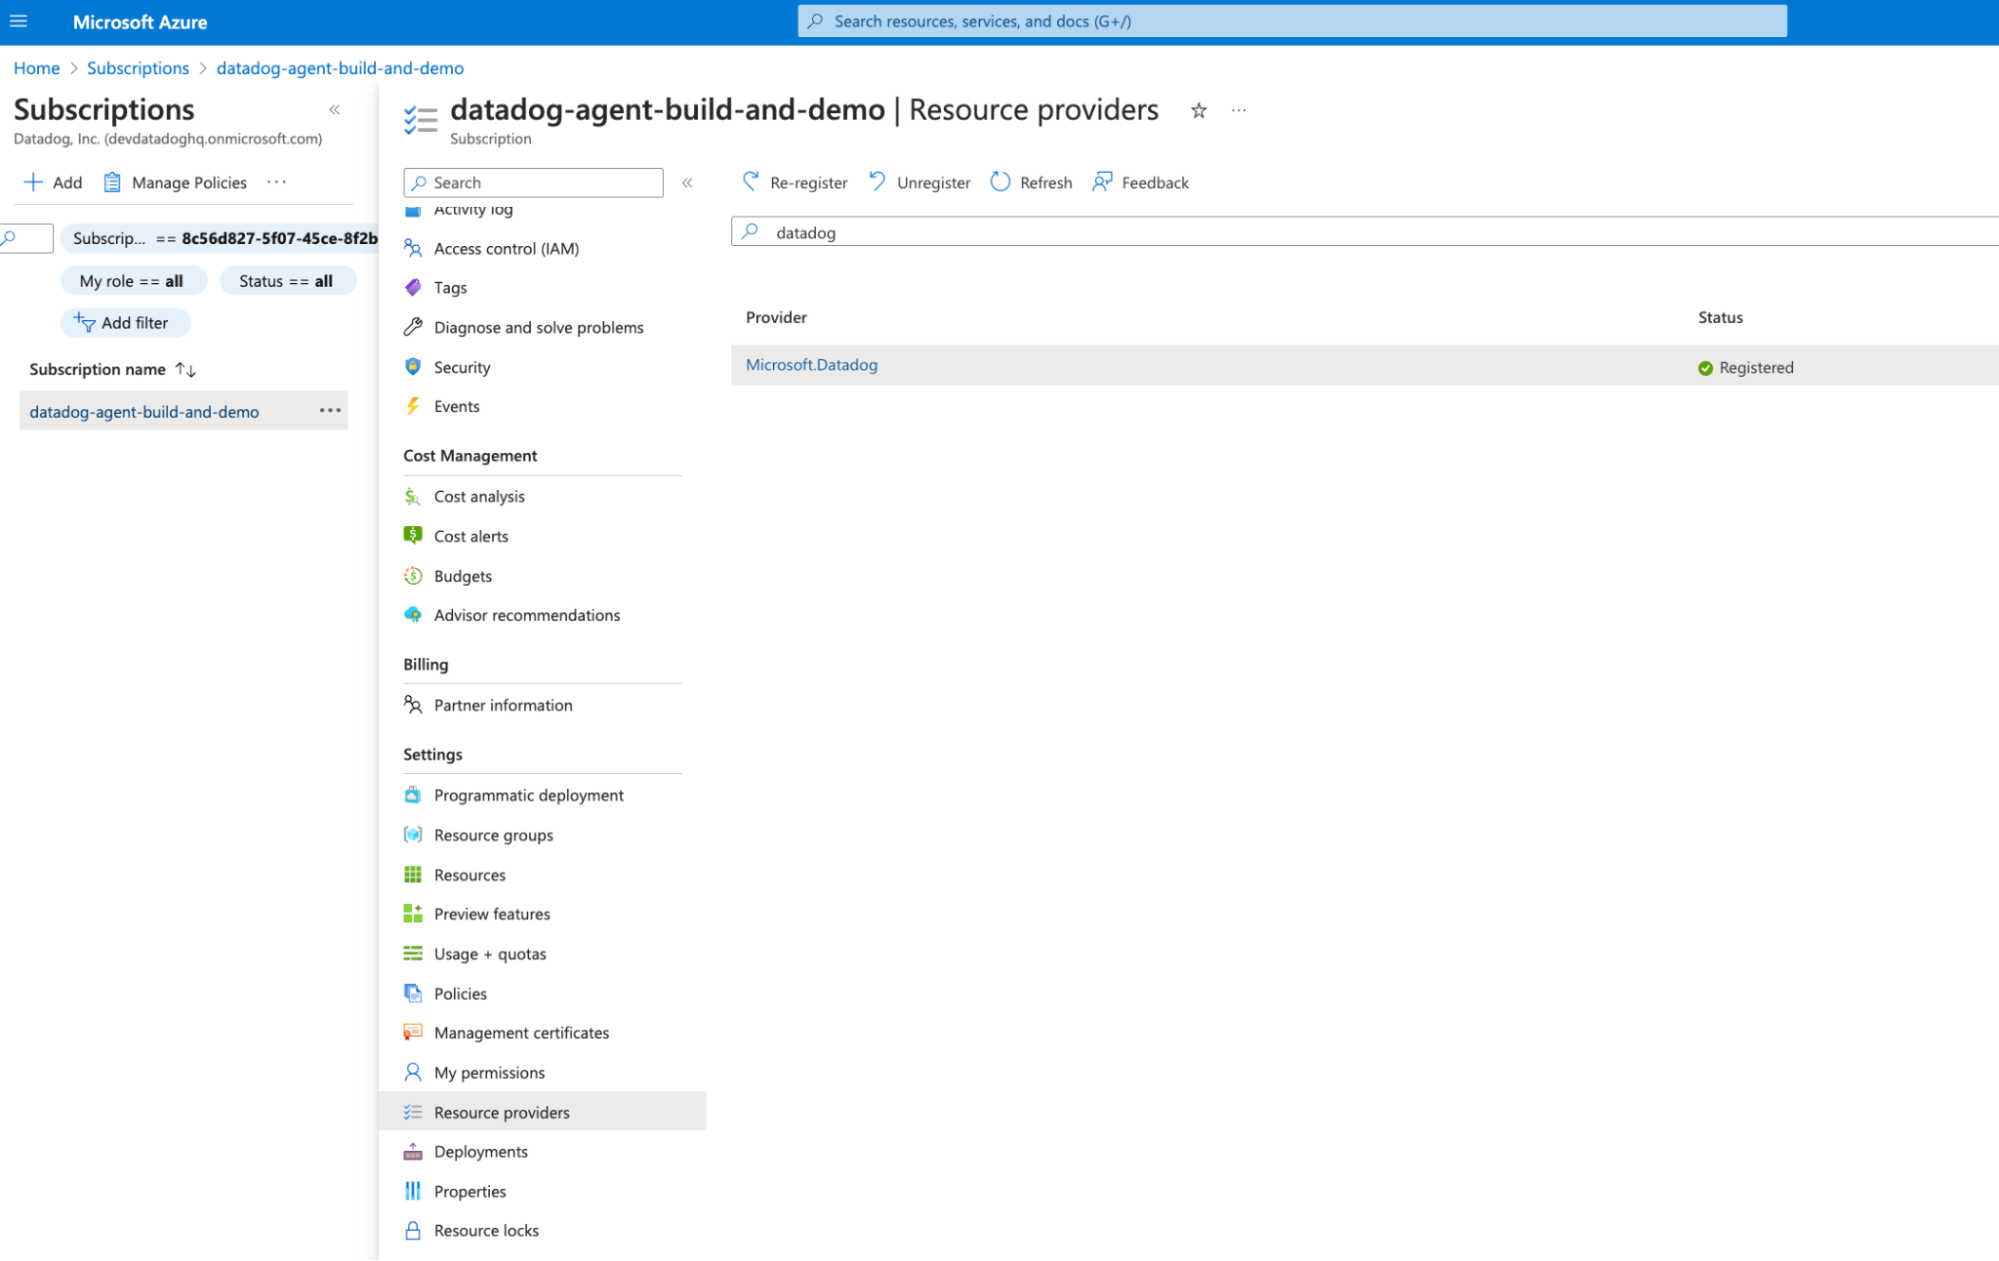 Microsoft Azure
Search resources, services, and docs (G+/)
Home > Subscriptions > datadog-agent-build-and-demo
Subscriptions
Datadog, Inc. (devdatadoghq.onmicrosoft.com)
Add
Manage Policies
Subscrip... == 8c56d827-5f07-45ce-8f2b
My role == all
Status == all
Add filter
Subscription name
datadog-agent-build-and-demo
datadog-agent-build-and-demo | Resource providers
Subscription
Search
Activity log
Access control (IAM)
Tags
Diagnose and solve problems
Security
Events
Cost Management
Cost analysis
Cost alerts
Budgets
Advisor recommendations
Billing
Partner information
Settings
Programmatic deployment
Resource groups
Resources
Preview features
Usage + quotas
Policies
Management certificates
My permissions
Resource providers
Deployments
Properties
Resource locks
Re-register
Unregister
Refresh
Feedback
datadog
Provider
Status
Microsoft.Datadog
Registered